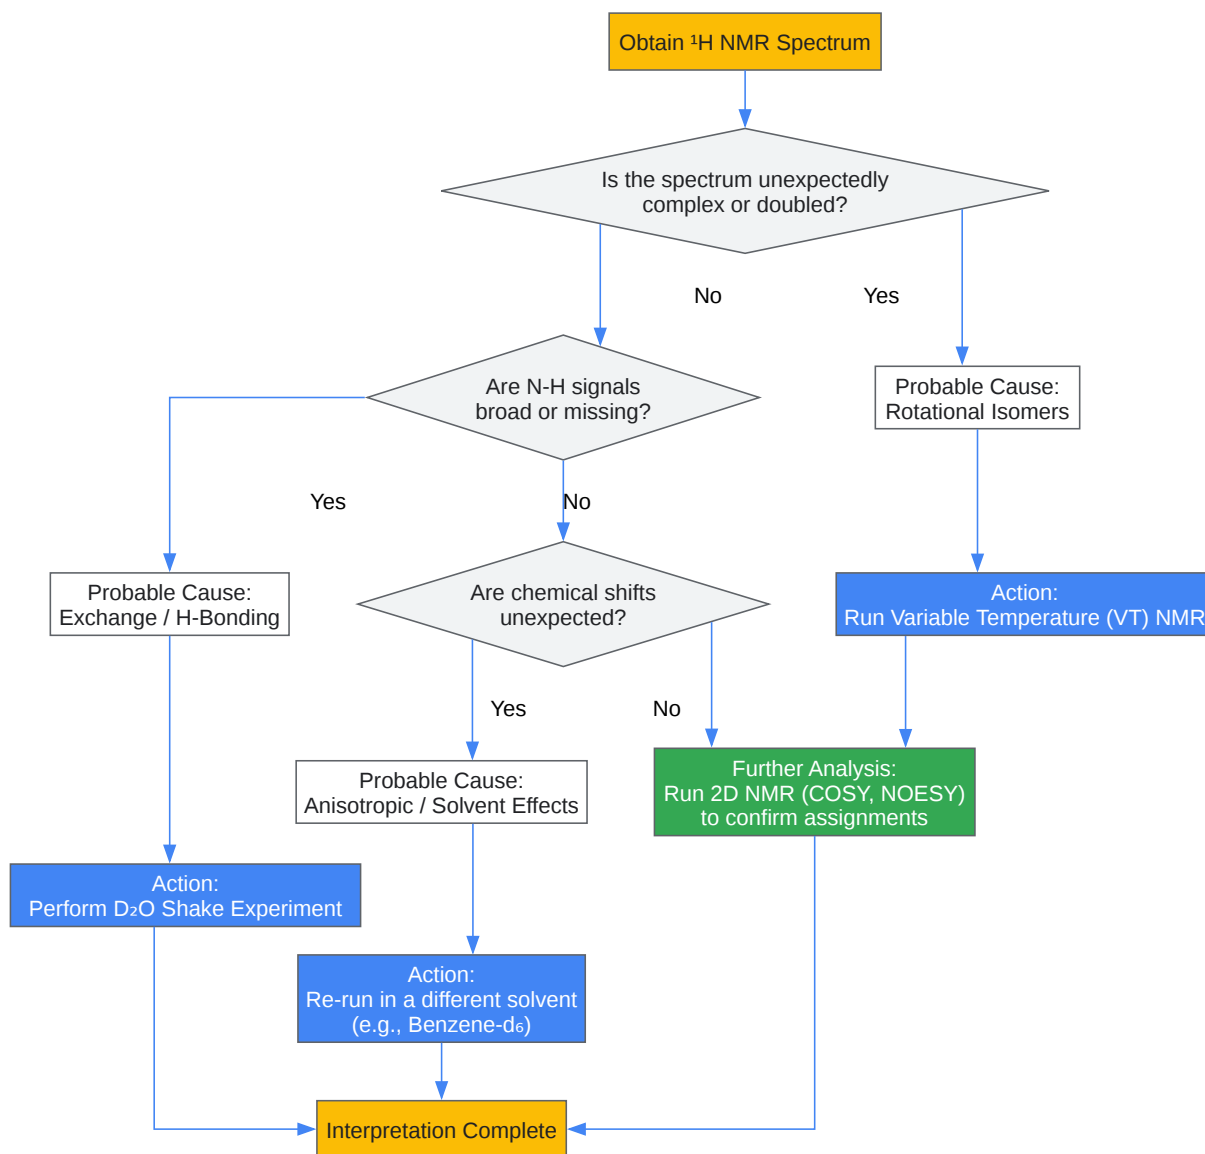 Obtain ¹H NMR Spectrum
Is the spectrum unexpectedly
complex or doubled?
No
Yes
Are N-H signals
broad or missing?
Probable Cause:
Rotational Isomers
Yes
No
Probable Cause:
Exchange / H-Bonding
Are chemical shifts
unexpected?
Action:
Run Variable Temperature (VT) NMR
Yes
No
Probable Cause:
Anisotropic / Solvent Effects
Further Analysis:
Run 2D NMR (COSY, NOESY)
to confirm assignments
Action:
Perform D₂O Shake Experiment
Action:
Re-run in a different solvent
(e.g., Benzene-d₆)
Interpretation Complete